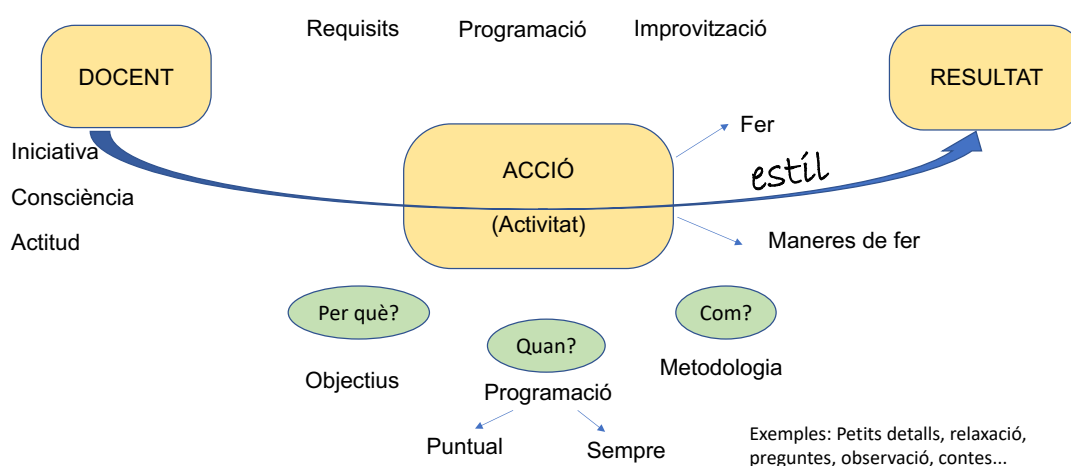 Requisits Programació Improvització
DOCENT
RESULTAT
Iniciativa
Consciència
Actitud
ACCIÓ
(Activitat)
Fer
estíl
Maneres de fer
Per què?
Quan?
Com?
Objectius
Programació
Metodologia
Puntual
Sempre
Exemples: Petits detalls, relaxació,
preguntes, observació, contes...